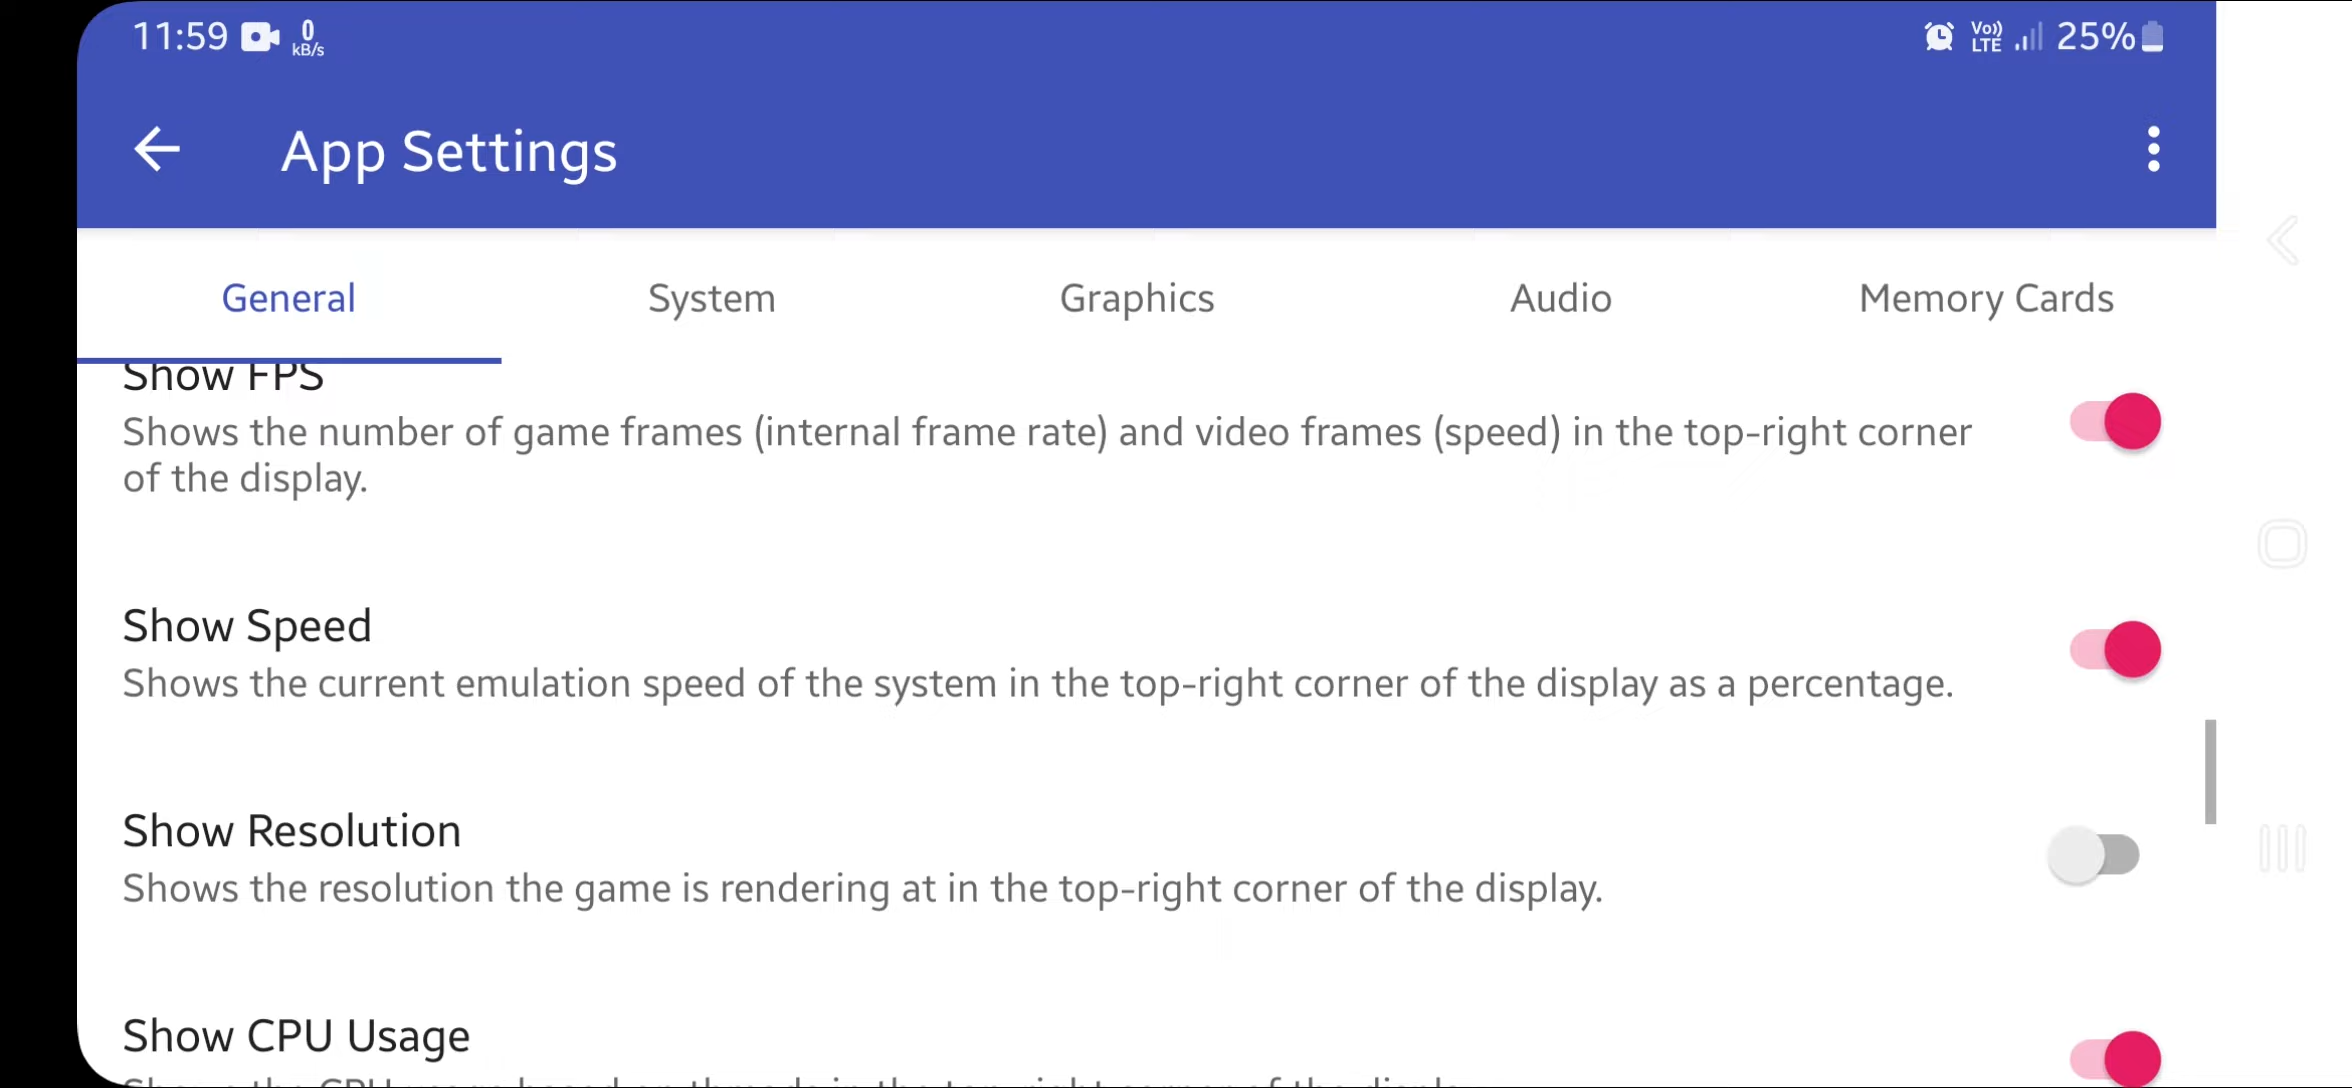 11:59 0 kB/s Vo)) LTE 25%
App Settings
General System Graphics Audio Memory Cards
Show FPS
Shows the number of game frames (internal frame rate) and video frames (speed) in the top-right corner
of the display.
Show Speed
Shows the current emulation speed of the system in the top-right corner of the display as a percentage.
Show Resolution
Shows the resolution the game is rendering at in the top-right corner of the display.
Show CPU Usage